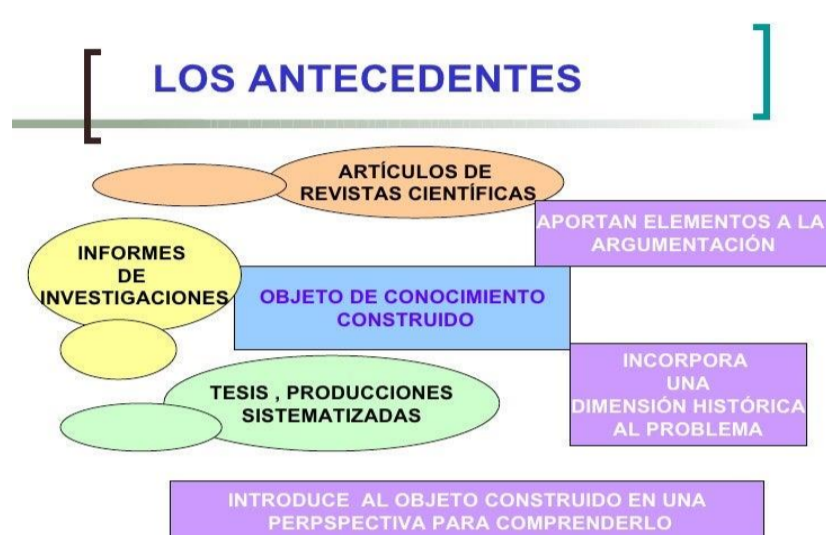 LOS ANTECEDENTES
ARTÍCULOS DE
REVISTAS CIENTÍFICAS
APORTAN ELEMENTOS A LA
ARGUMENTACIÓN
INFORMES
DE
INVESTIGACIONES
OBJETO DE CONOCIMIENTO
CONSTRUIDO
INCORPORA
UNA
DIMENSIÓN HISTÓRICA
AL PROBLEMA
TESIS , PRODUCCIONES
SISTEMATIZADAS
INTRODUCE AL OBJETO CONSTRUIDO EN UNA
PERPSPECTIVA PARA COMPRENDERLO